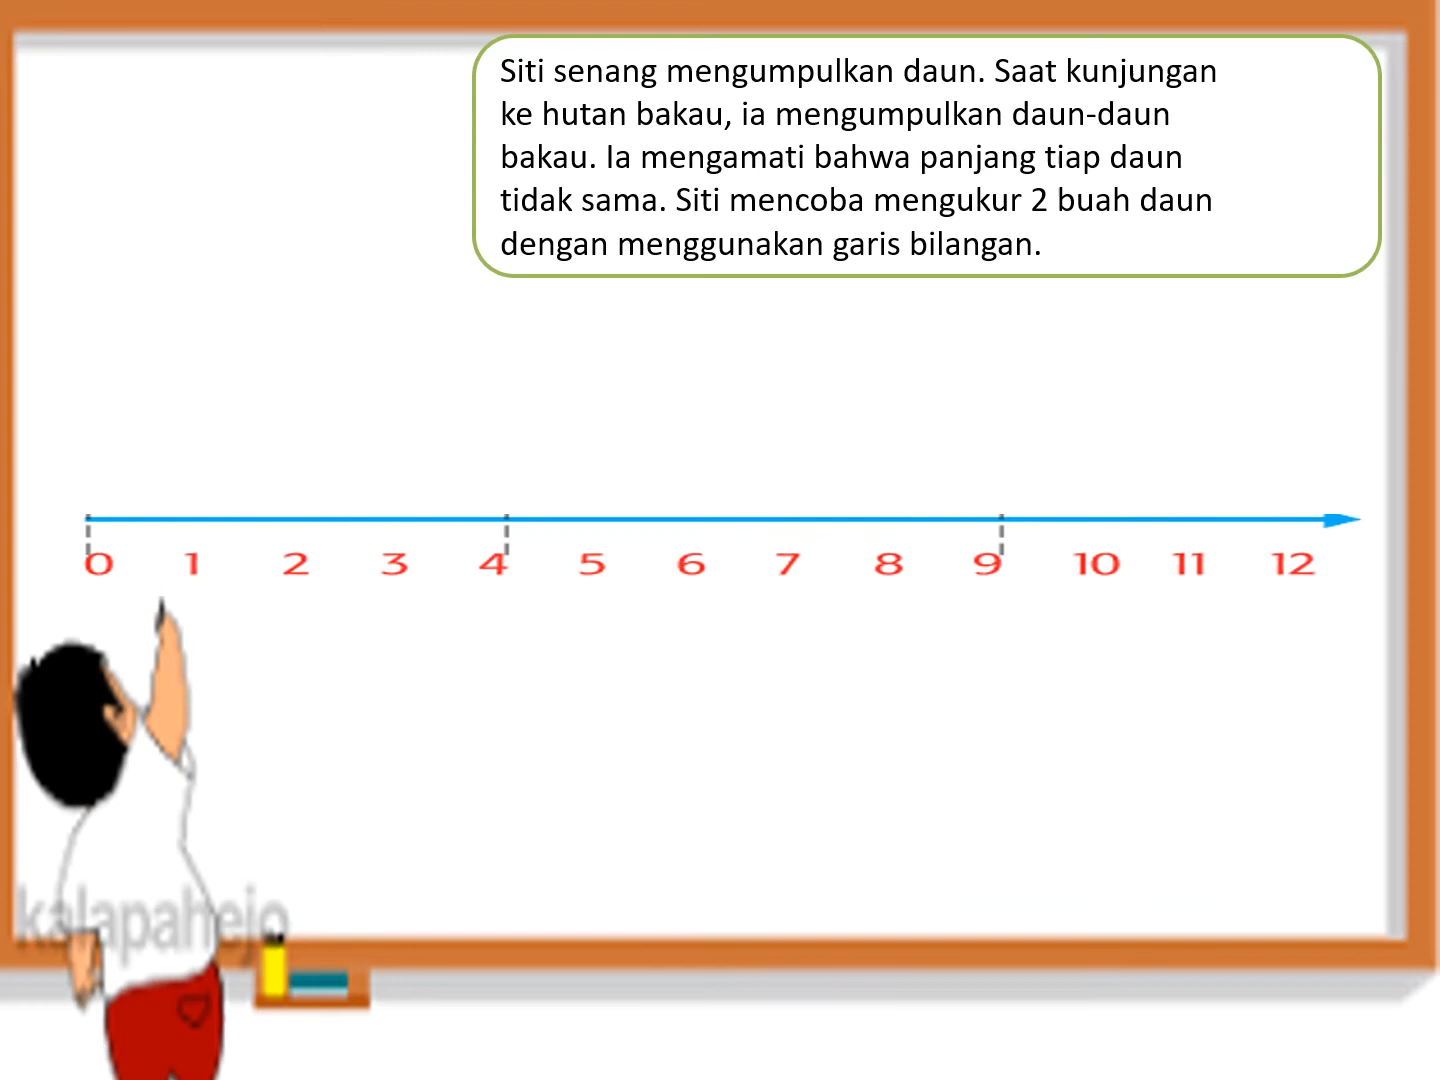 Siti senang mengumpulkan daun. Saat kunjungan
ke hutan bakau, ia mengumpulkan daun-daun
bakau. Ia mengamati bahwa panjang tiap daun
tidak sama. Siti mencoba mengukur 2 buah daun
dengan menggunakan garis bilangan.
0 1 2 3 4 5 6 7 8 9 10 11 12
kalapahejo